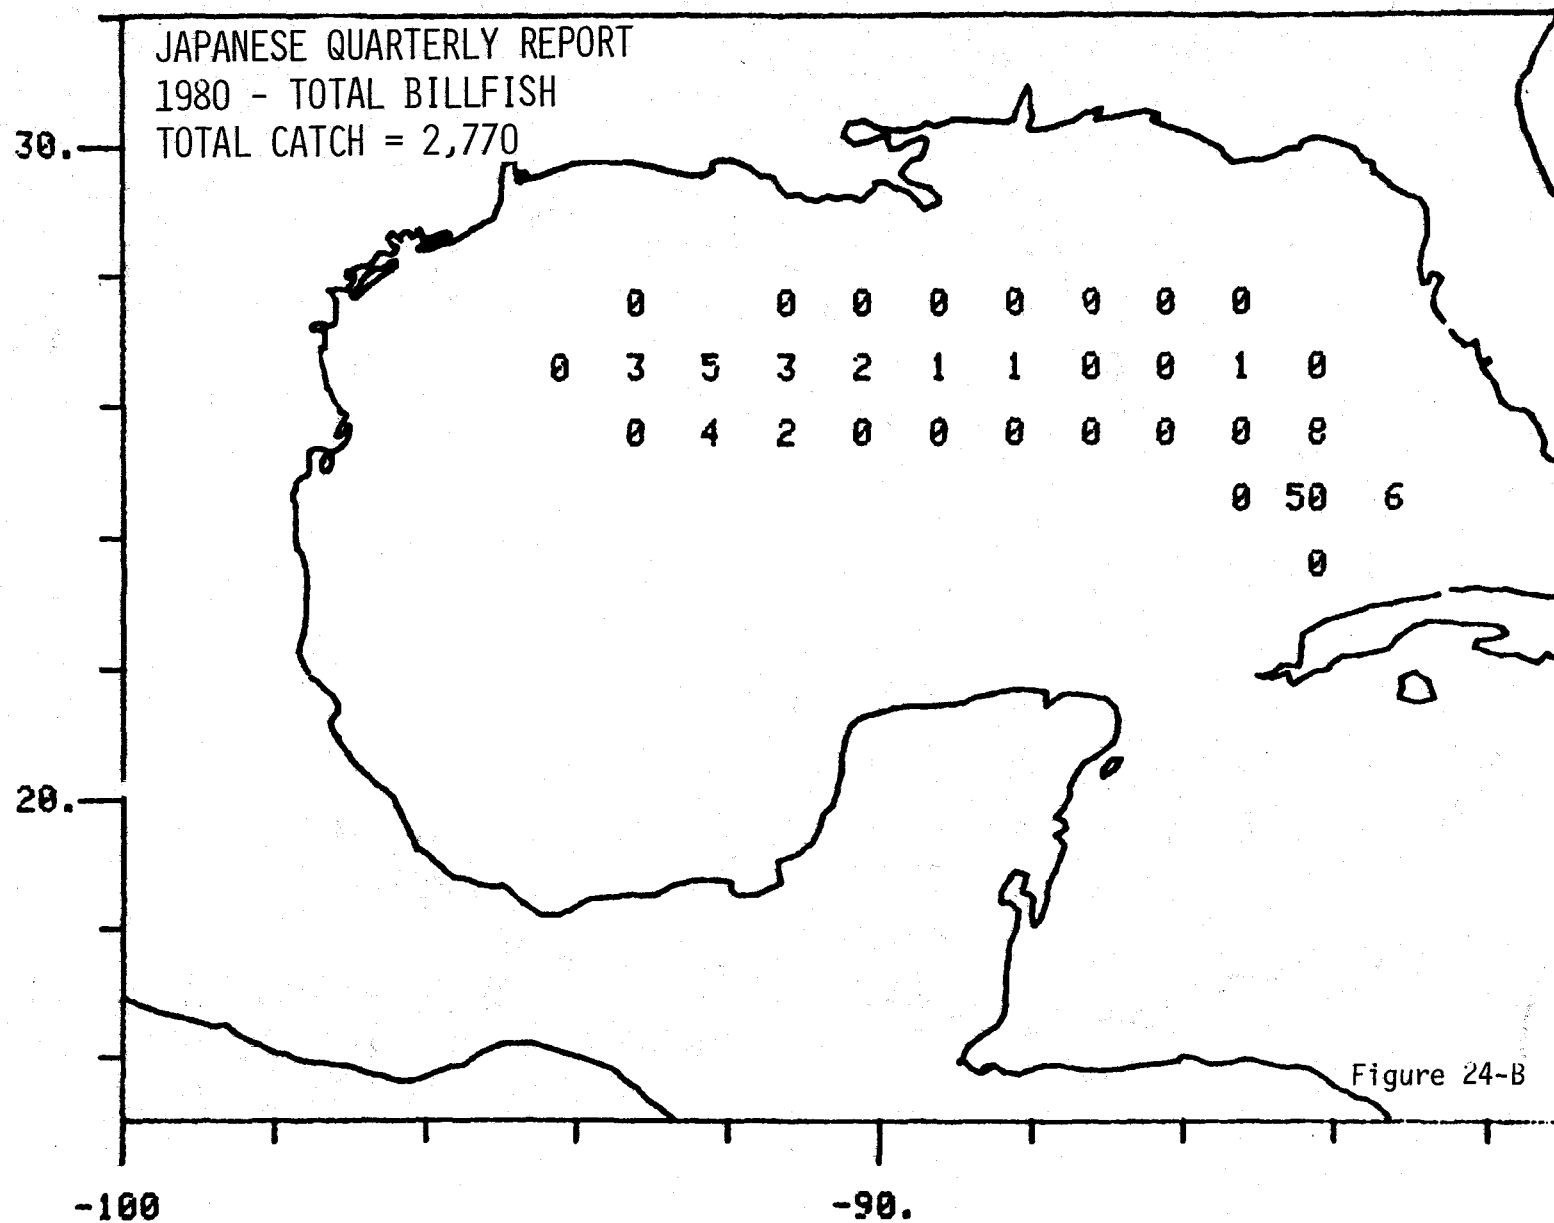 JAPANESE QUARTERLY REPORT
1980 - TOTAL BILLFISH
TOTAL CATCH = 2,770
30.
0 0 0 0 0 0 0 0
0 3 5 3 2 1 1 0 0 1 0
0 4 2 0 0 0 0 0 0 8
0 50 6
0
20.
Figure 24-B
-100 -90.